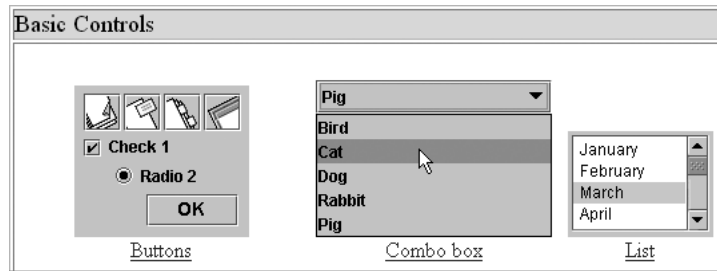 Basic Controls
Check 1
Radio 2
OK
Buttons
Pig
Bird
Cat
Dog
Rabbit
Pig
Combo box
January
February
March
April
List